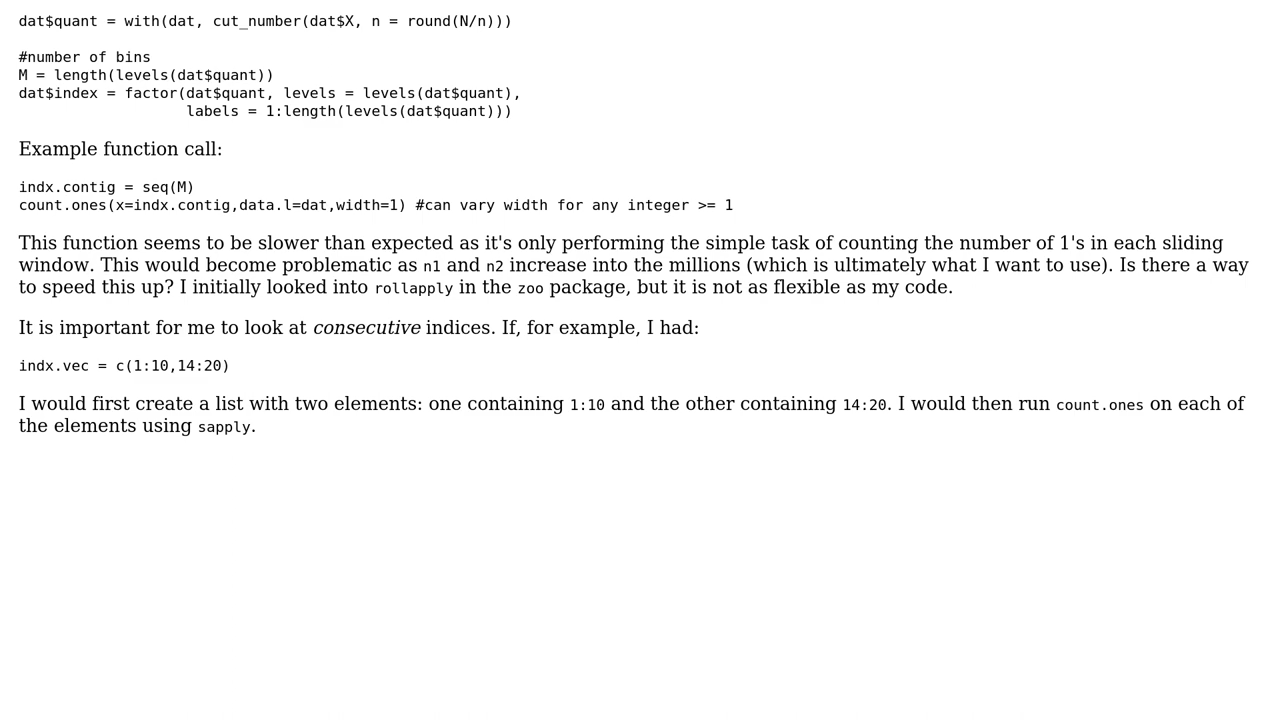 dat$quant = with(dat, cut_number(dat$X, n = round(N/n)))
#number of bins
M = length(levels(dat$quant))
dat$index = factor(dat$quant, levels = levels(dat$quant),
                   labels = 1:length(levels(dat$quant)))
Example function call:
indx.contig = seq(M)
count.ones(x=indx.contig,data.l=dat,width=1) #can vary width for any integer >= 1
This function seems to be slower than expected as it's only performing the simple task of counting the number of 1's in each sliding
window. This would become problematic as n1 and n2 increase into the millions (which is ultimately what I want to use). Is there a way
to speed this up? I initially looked into rollapply in the zoo package, but it is not as flexible as my code.
It is important for me to look at consecutive indices. If, for example, I had:
indx.vec = c(1:10,14:20)
I would first create a list with two elements: one containing 1:10 and the other containing 14:20. I would then run count.ones on each of
the elements using sapply.